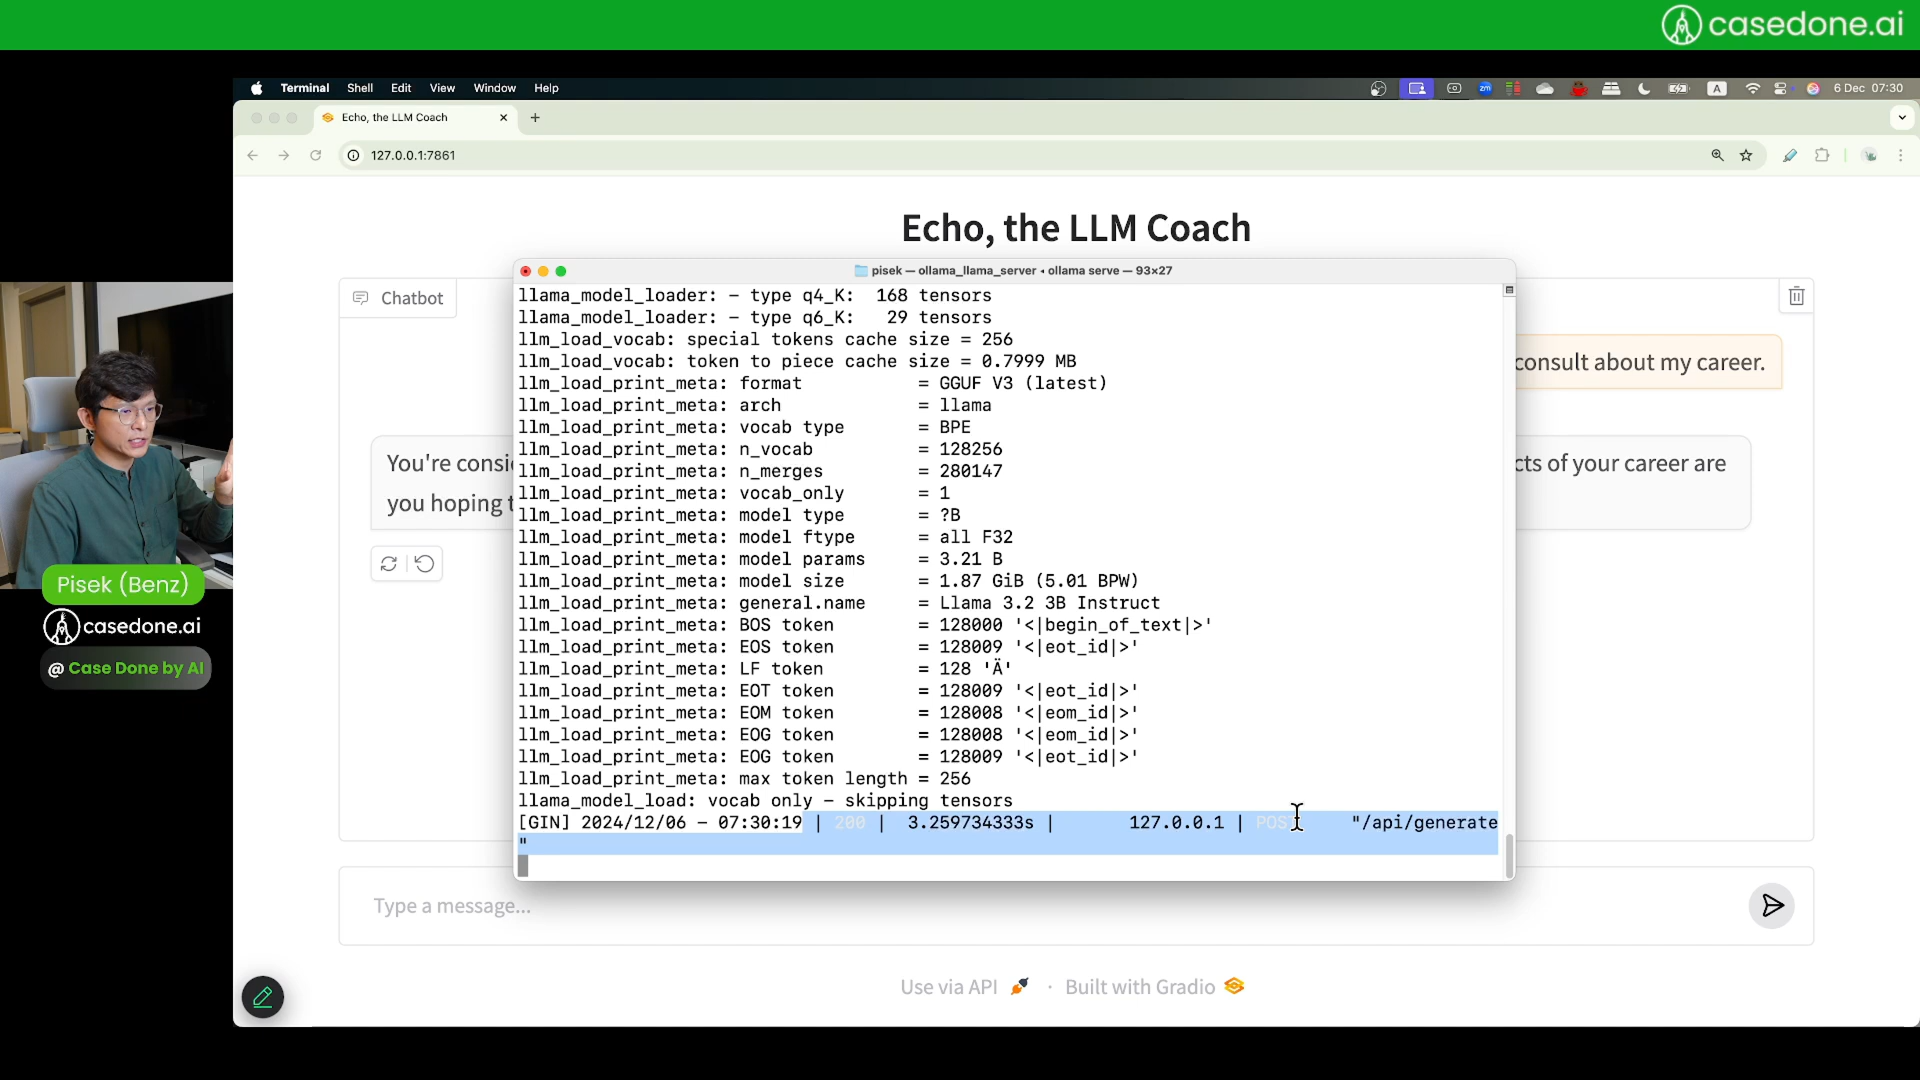 casedone.ai
Terminal Shell Edit View Window Help
zm
A
6 Dec 07:30
Echo, the LLM Coach
127.0.0.1:7861
Echo, the LLM Coach
Chatbot
consult about my career.
You're consi
cts of your career are
you hoping t
pisek — ollama_llama_server ◂ ollama serve — 93×27
llama_model_loader: - type q4_K:  168 tensors
llama_model_loader: - type q6_K:   29 tensors
llm_load_vocab: special tokens cache size = 256
llm_load_vocab: token to piece cache size = 0.7999 MB
llm_load_print_meta: format           = GGUF V3 (latest)
llm_load_print_meta: arch             = llama
llm_load_print_meta: vocab type       = BPE
llm_load_print_meta: n_vocab          = 128256
llm_load_print_meta: n_merges         = 280147
llm_load_print_meta: vocab_only       = 1
llm_load_print_meta: model type       = ?B
llm_load_print_meta: model ftype      = all F32
llm_load_print_meta: model params     = 3.21 B
llm_load_print_meta: model size       = 1.87 GiB (5.01 BPW)
llm_load_print_meta: general.name     = Llama 3.2 3B Instruct
llm_load_print_meta: BOS token        = 128000 '<|begin_of_text|>'
llm_load_print_meta: EOS token        = 128009 '<|eot_id|>'
llm_load_print_meta: LF token         = 128 'Ä'
llm_load_print_meta: EOT token        = 128009 '<|eot_id|>'
llm_load_print_meta: EOM token        = 128008 '<|eom_id|>'
llm_load_print_meta: EOG token        = 128008 '<|eom_id|>'
llm_load_print_meta: EOG token        = 128009 '<|eot_id|>'
llm_load_print_meta: max token length = 256
llama_model_load: vocab only - skipping tensors
[GIN] 2024/12/06 - 07:30:19 | 200 |  3.259734333s |       127.0.0.1 | POS      "/api/generate
"
Type a message...
Use via API · Built with Gradio
Pisek (Benz)
casedone.ai
@ Case Done by AI